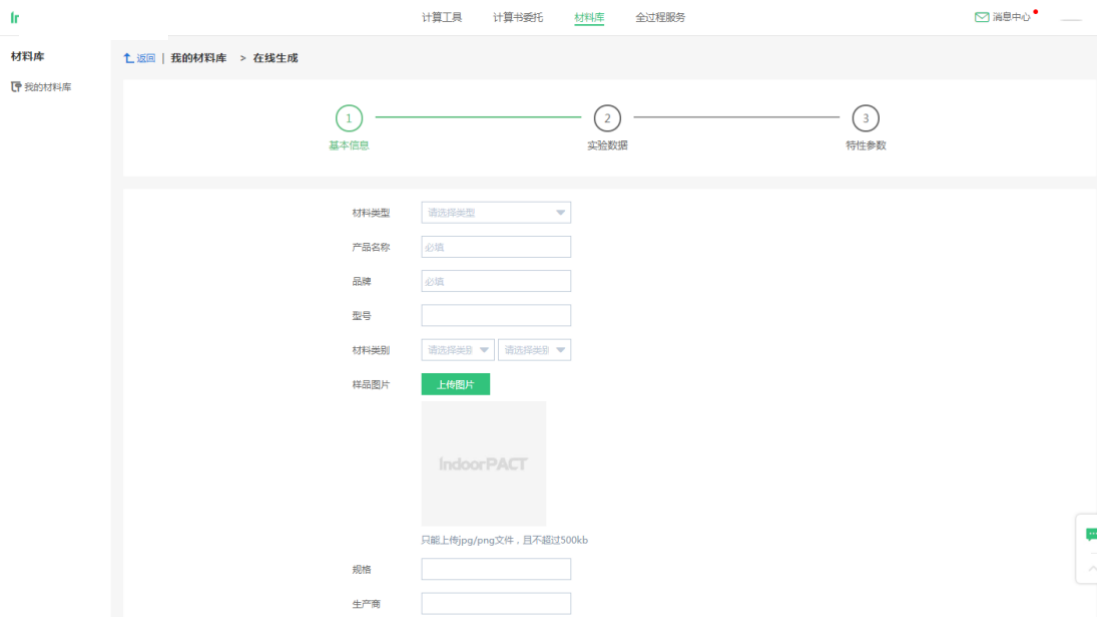 Ir
计算工具 计算书委托 材料库 全过程服务 消息中心
材料库
我的材料库
返回 | 我的材料库 > 在线生成
1 2 3
基本信息 实验数据 特性参数
材料类型 请选择类型
产品名称 必填
品牌 必填
型号
材料类别 请选择类别 请选择类别
样品图片 上传图片
IndoorPACT
只能上传jpg/png文件，且不超过500kb
规格
生产商